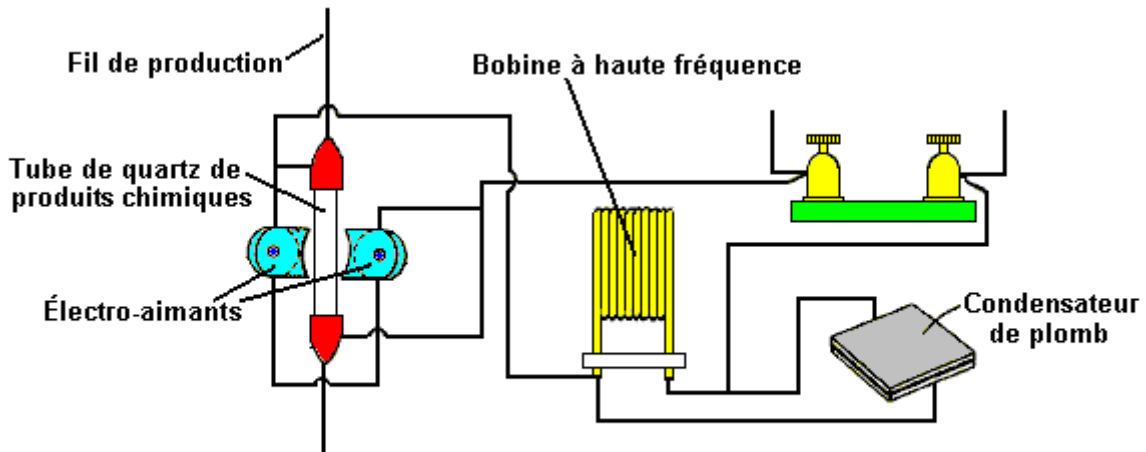 Fil de production
Bobine à haute fréquence
Tube de quartz de
produits chimiques
Électro-aimants
Condensateur
de plomb